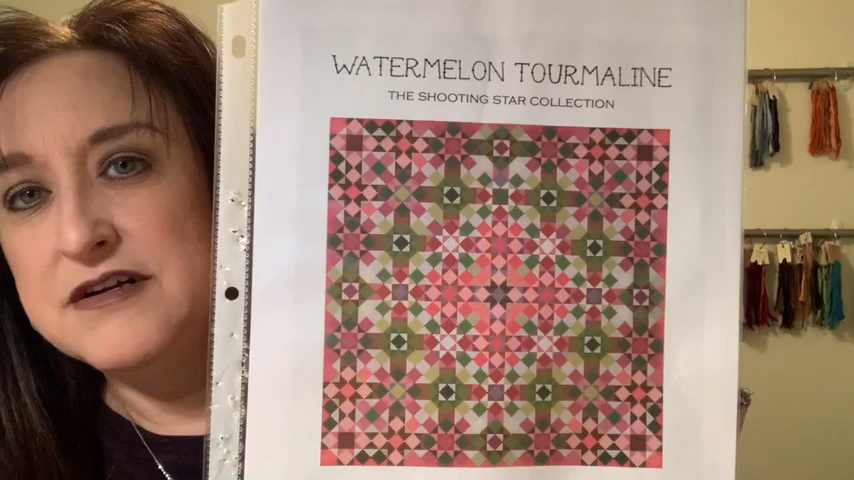 WATERMELON TOURMALINE
THE SHOOTING STAR COLLECTION